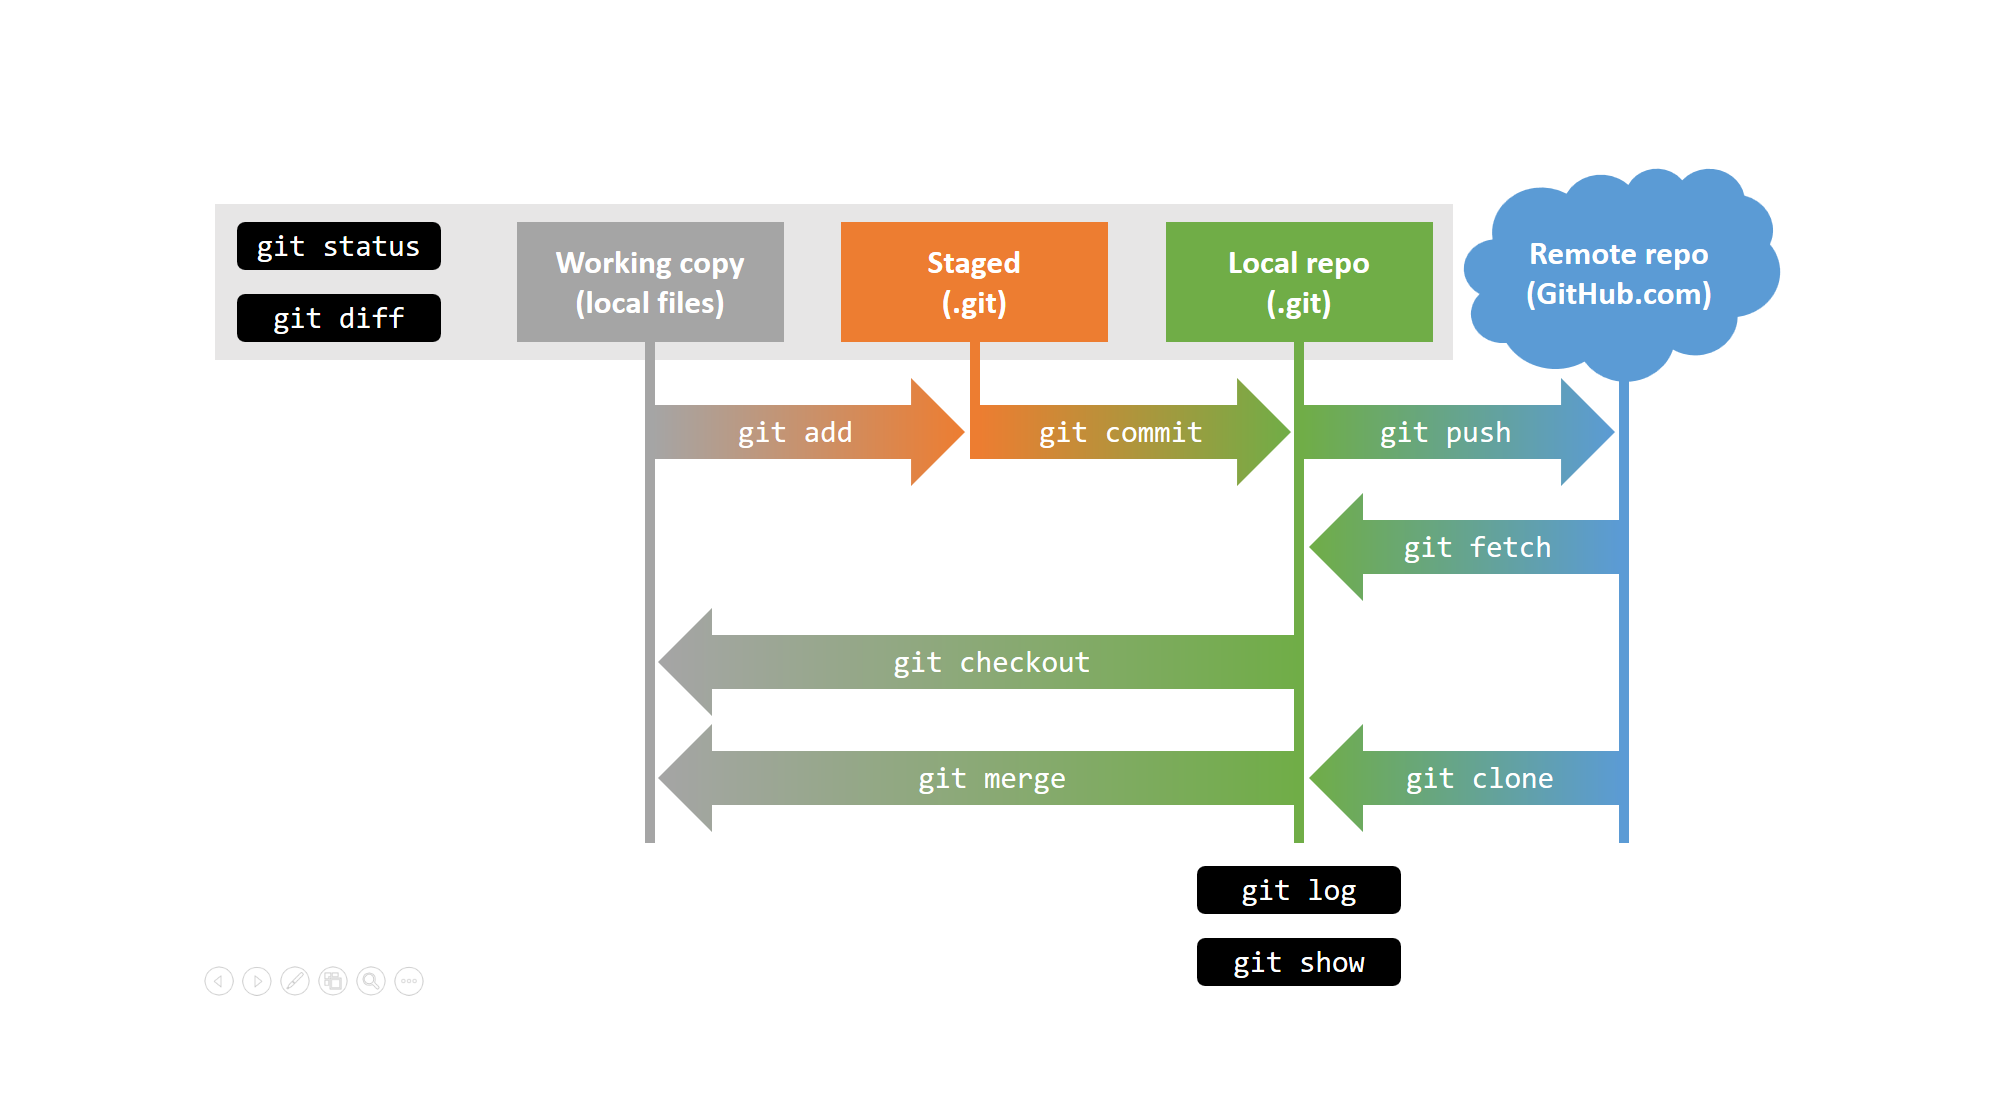 git status
git diff
Working copy
(local files)
Staged
(.git)
Local repo
(.git)
Remote repo
(GitHub.com)
git add
git commit
git push
git fetch
git checkout
git merge
git clone
git log
git show